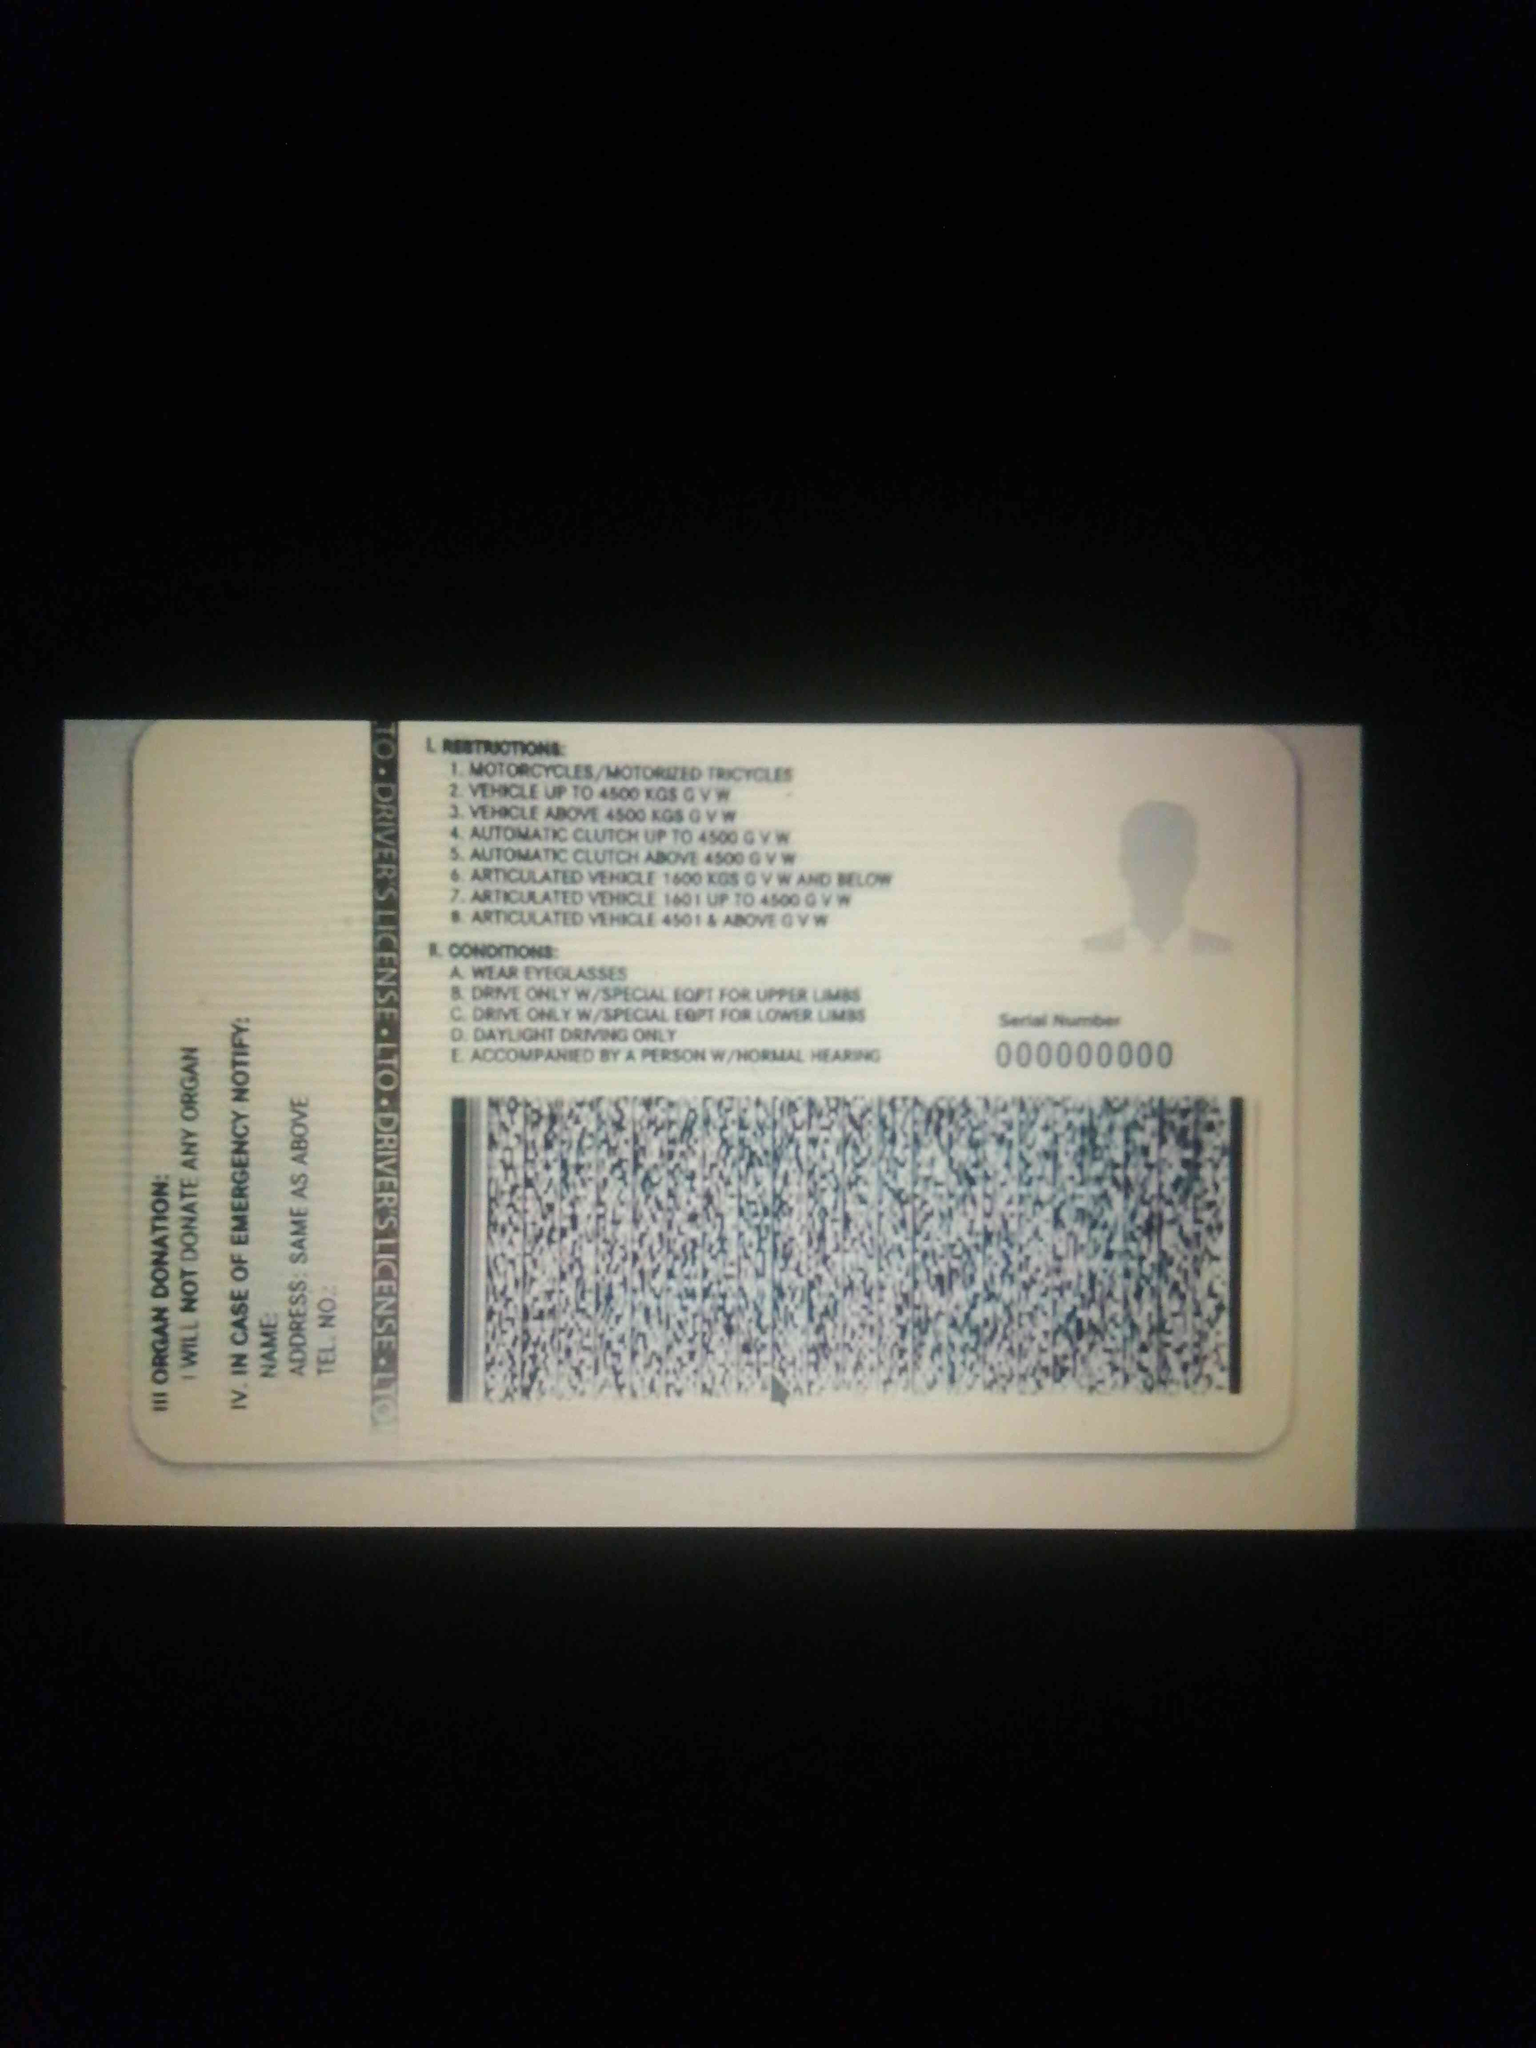 I. RESTRICTIONS:
1. MOTORCYCLES/MOTORIZED TRICYCLES
2. VEHICLE UP TO 4500 KGS G V W
3. VEHICLE ABOVE 4500 KGS G V W
4. AUTOMATIC CLUTCH UP TO 4500 G V W
5. AUTOMATIC CLUTCH ABOVE 4500 G V W
6. ARTICULATED VEHICLE 1600 KGS G V W AND BELOW
7. ARTICULATED VEHICLE 1601 UP TO 4500 G V W
8. ARTICULATED VEHICLE 4501 & ABOVE G V W
II. CONDITIONS:
A. WEAR EYEGLASSES
B. DRIVE ONLY W/SPECIAL EQPT FOR UPPER LIMBS
C. DRIVE ONLY W/SPECIAL EQPT FOR LOWER LIMBS
D. DAYLIGHT DRIVING ONLY
E. ACCOMPANIED BY A PERSON W/NORMAL HEARING
Serial Number
000000000
TO • DRIVER'S LICENSE • LTO • DRIVER'S LICENSE • LTO
III ORGAN DONATION:
I WILL NOT DONATE ANY ORGAN
IV. IN CASE OF EMERGENCY NOTIFY:
NAME:
ADDRESS: SAME AS ABOVE
TEL. NO.: